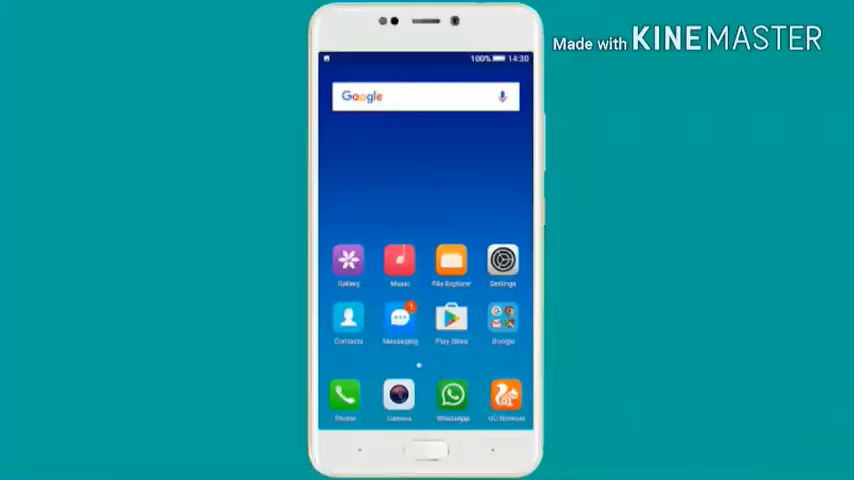 Made with KINEMASTER
100% 14:30
Google
Gallery Music File Explorer Settings
1
Contacts Messaging Play Store Google
Phone Camera WhatsApp UC Browser